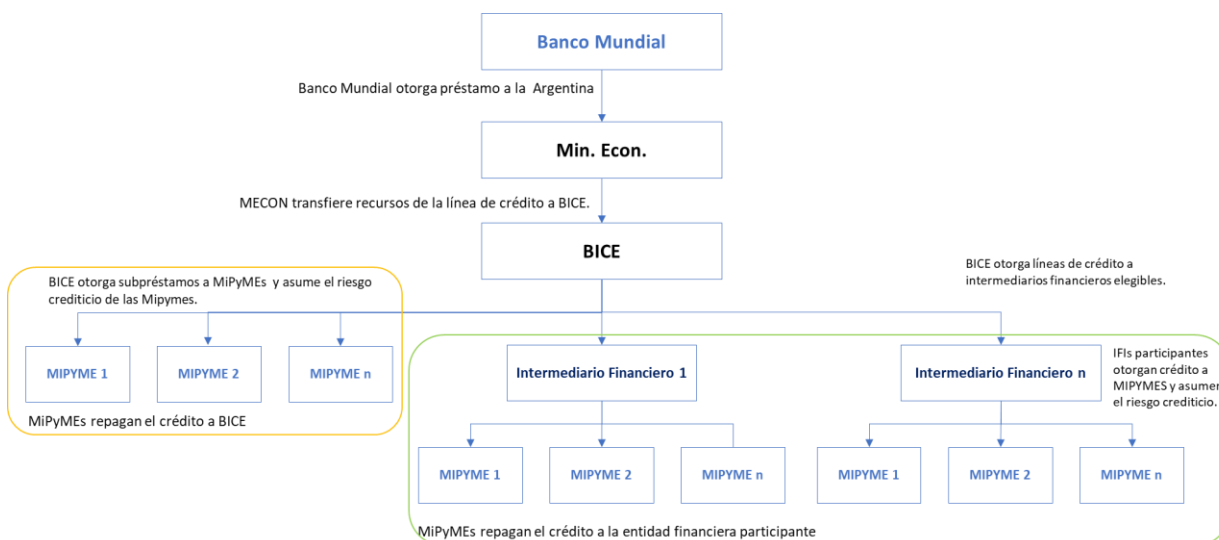 Banco Mundial
Banco Mundial otorga préstamo a la Argentina
Min. Econ.
MECON transfiere recursos de la línea de crédito a BICE.
BICE
BICE otorga subpréstamos a MiPyMEs y asume el riesgo
crediticio de las Mipymes.
BICE otorga líneas de crédito a
intermediarios financieros elegibles.
MIPYME 1
MIPYME 2
MIPYME n
MiPyMEs repagan el crédito a BICE
Intermediario Financiero 1
Intermediario Financiero n
IFIs participantes
otorgan crédito a
MIPYMES y asumen
el riesgo crediticio.
MIPYME 1
MIPYME 2
MIPYME n
MIPYME 1
MIPYME 2
MIPYME n
MiPyMEs repagan el crédito a la entidad financiera participante